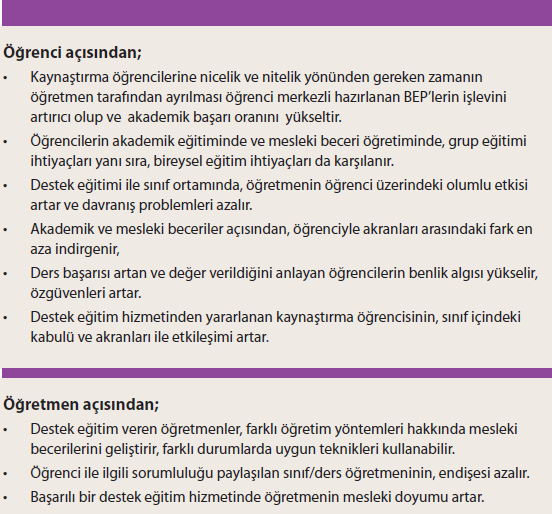 Öğrenci açısından;
• Kaynaştırma öğrencilerine nicelik ve nitelik yönünden gereken zamanın
öğretmen tarafından ayrılması öğrenci merkezli hazırlanan BEP'lerin işlevini
artırıcı olup ve akademik başarı oranını yükseltir.
• Öğrencilerin akademik eğitiminde ve mesleki beceri öğretiminde, grup eğitimi
ihtiyaçları yanı sıra, bireysel eğitim ihtiyaçları da karşılanır.
• Destek eğitimi ile sınıf ortamında, öğretmenin öğrenci üzerindeki olumlu etkisi
artar ve davranış problemleri azalır.
• Akademik ve mesleki beceriler açısından, öğrenciyle akranları arasındaki fark en
aza indirgenir,
• Ders başarısı artan ve değer verildiğini anlayan öğrencilerin benlik algısı yükselir,
özgüvenleri artar.
• Destek eğitim hizmetinden yararlanan kaynaştırma öğrencisinin, sınıf içindeki
kabulü ve akranları ile etkileşimi artar.
Öğretmen açısından;
• Destek eğitim veren öğretmenler, farklı öğretim yöntemleri hakkında mesleki
becerilerini geliştirir, farklı durumlarda uygun teknikleri kullanabilir.
• Öğrenci ile ilgili sorumluluğu paylaşılan sınıf/ders öğretmeninin, endişesi azalır.
• Başarılı bir destek eğitim hizmetinde öğretmenin mesleki doyumu artar.